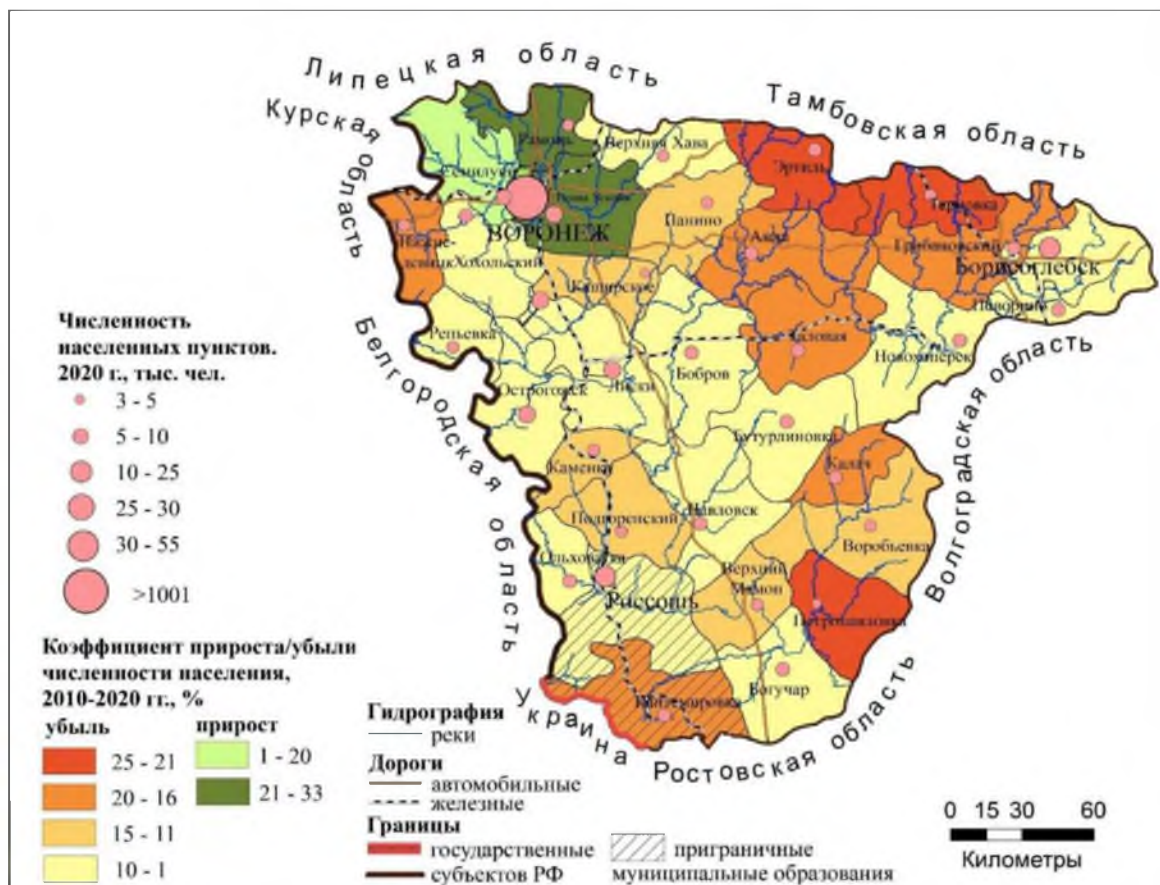 Липецкая область
Курская область
Тамбовская область
Рамонь
Верхняя Хава
Эртиль
Терновка
Семилуки
Новая Усмань
Панино
ВОРОНЕЖ
Нижне-
девицк
Хохольский
Анна
Грибановский
Борисоглебск
Каширское
Поворино
Репьевка
Таловая
Новохоперск
Белгородская область
Острогожск
Лиски
Бобров
Волгоградская область
Бутурлиновка
Каменка
Калач
Подгоренский
Павловск
Воробьевка
Ольховатка
Верхний
Мамон
Россошь
Петропавловка
Богучар
Кантемировка
Украина
Ростовская область
Численность
населенных пунктов.
2020 г., тыс. чел.
3 - 5
5 - 10
10 - 25
25 - 30
30 - 55
>1001
Коэффициент прироста/убыли
численности населения,
2010-2020 гг., %
убыль прирост
25 - 21 1 - 20
20 - 16 21 - 33
15 - 11
10 - 1
Гидрография
реки
Дороги
автомобильные
железные
Границы
государственные
субъектов РФ
приграничные
муниципальные образования
0 15 30 60
Километры